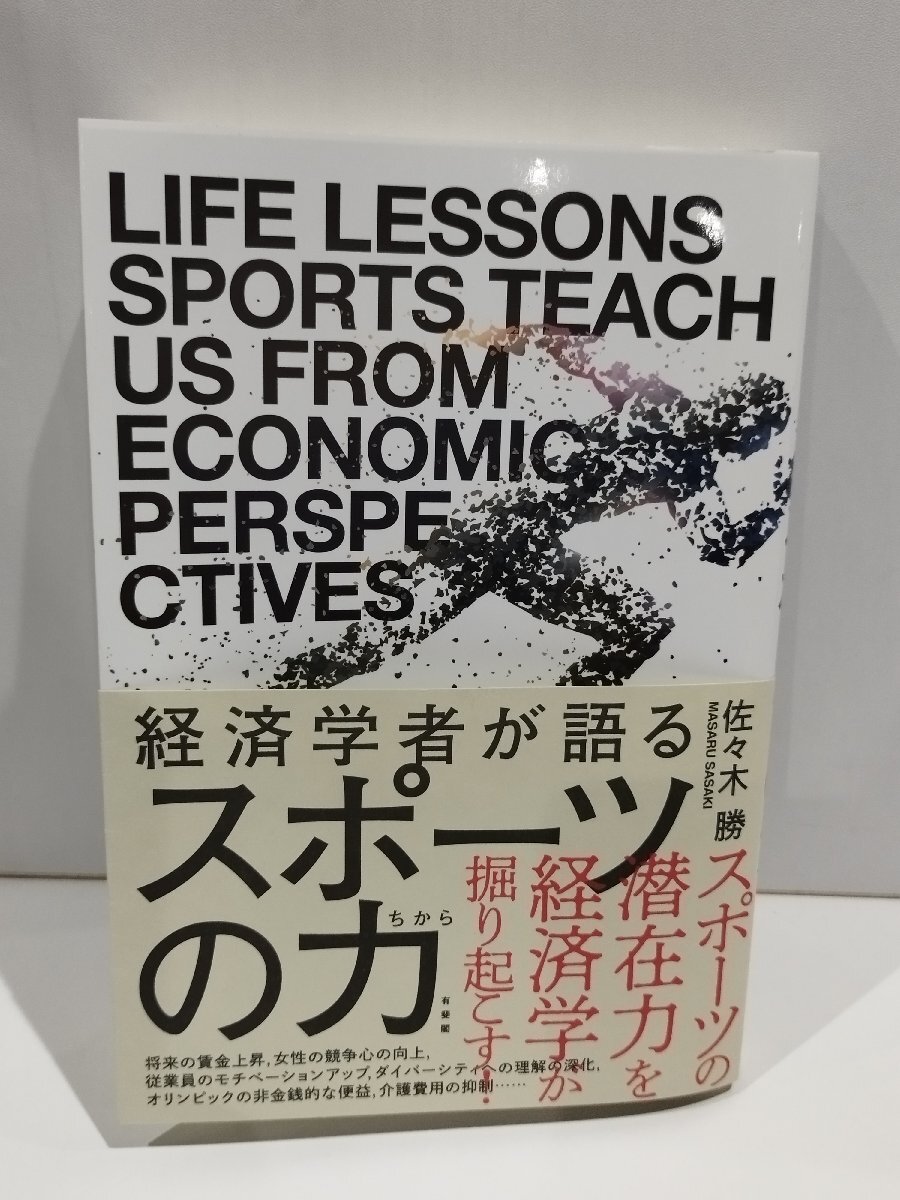 LIFE LESSONS
SPORTS TEACH
US FROM
ECONOMIC
PERSPE
CTIVES
経済学者が語る
スポーツ
の力
ちから
佐々木 勝
MASARU SASAKI
スポーツの
潜在力を
経済学が
掘り起こす!
有斐閣
将来の賃金上昇,女性の競争心の向上,
従業員のモチベーションアップ,ダイバーシティへの理解の深化,
オリンピックの非金銭的な便益,介護費用の抑制……